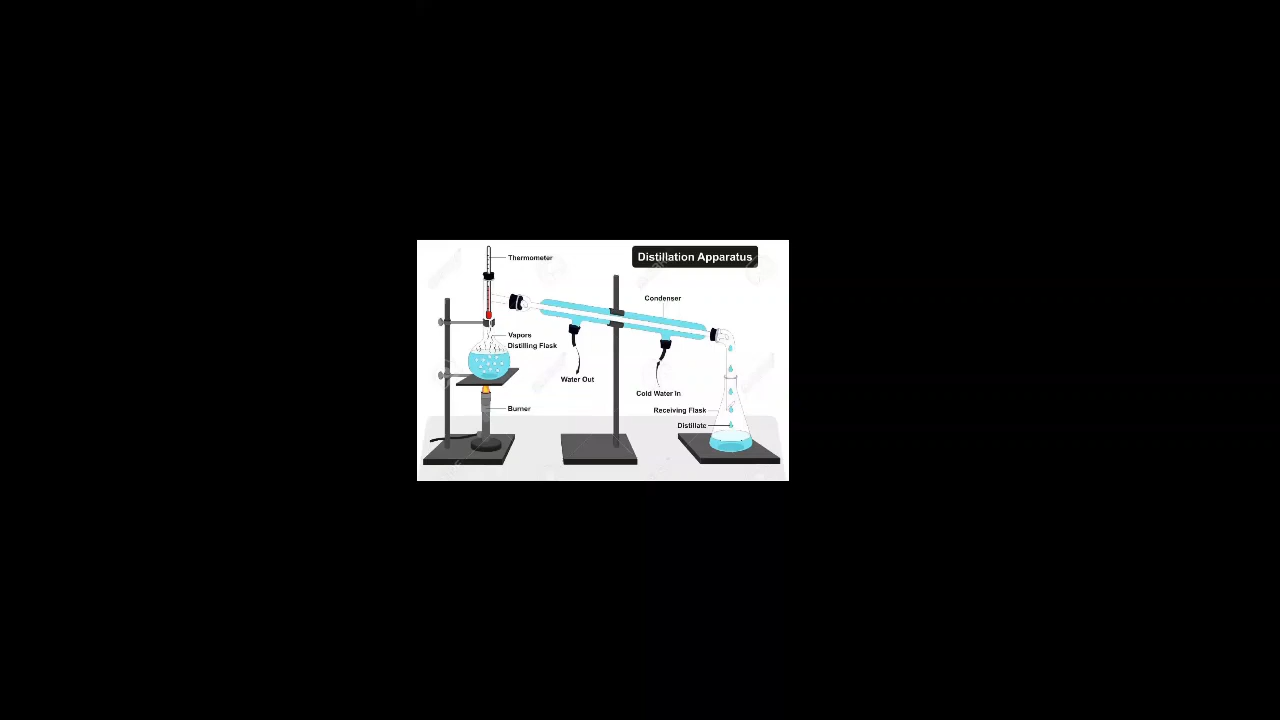 Distillation Apparatus
Thermometer
Condenser
Vapors
Distilling Flask
Water Out
Cold Water In
Burner
Receiving Flask
Distillate